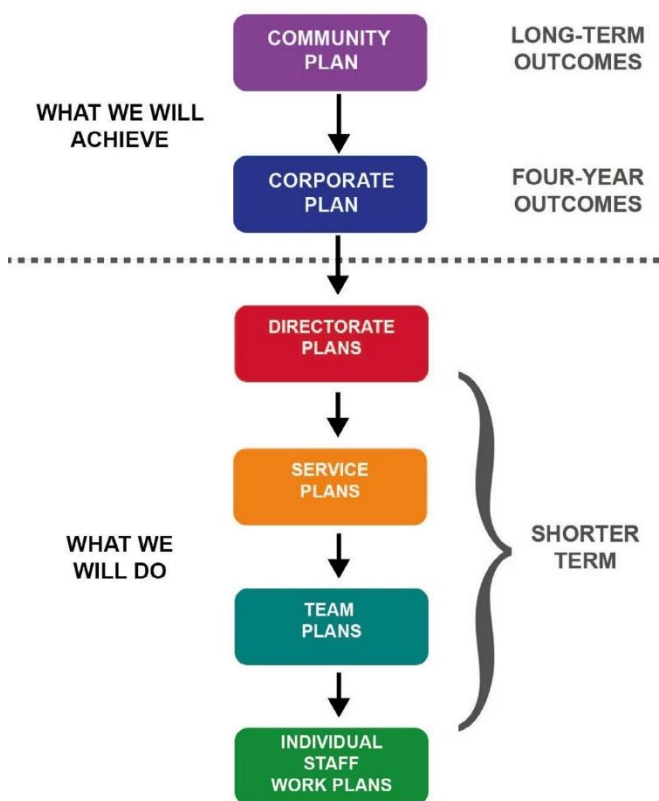 COMMUNITY
PLAN
LONG-TERM
OUTCOMES
WHAT WE WILL
ACHIEVE
CORPORATE
PLAN
FOUR-YEAR
OUTCOMES
DIRECTORATE
PLANS
SERVICE
PLANS
WHAT WE
WILL DO
SHORTER
TERM
TEAM
PLANS
INDIVIDUAL
STAFF
WORK PLANS